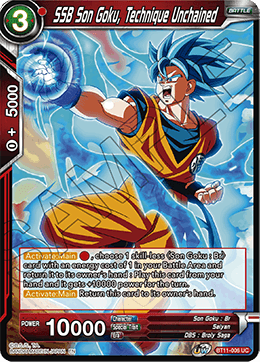 BATTLE
SSB Son Goku, Technique Unchained
3
+ 5000
Activate:Main , choose 1 skill-less ‹Son Goku : Br›
card with an energy cost of 1 in your Battle Area and
return it to its owner's hand : Play this card from your
hand and it gets +10000 power for the turn.
Activate:Main Return this card to its owner's hand.
POWER
10000
Character
Special Trait
Era
Son Goku : Br
Saiyan
DBS : Broly Saga
BT11-006 UC